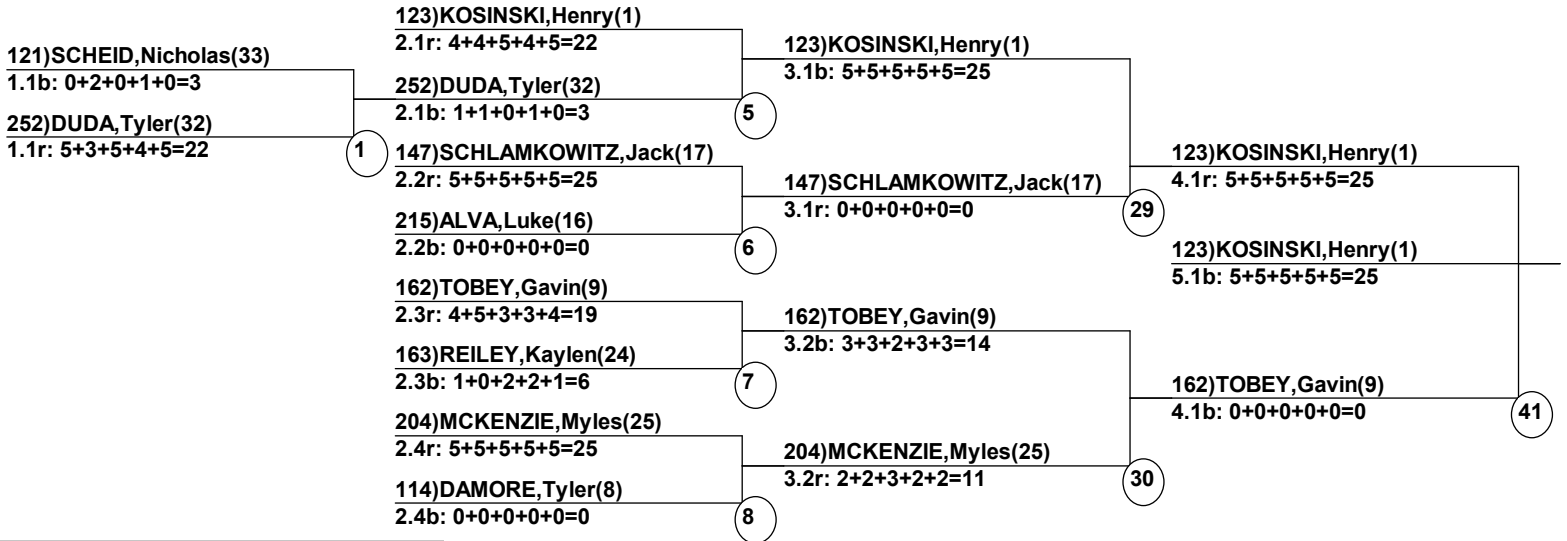 121)SCHEID,Nicholas(33)
1.1b: 0+2+0+1+0=3
252)DUDA,Tyler(32)
1.1r: 5+3+5+4+5=22
1
123)KOSINSKI,Henry(1)
2.1r: 4+4+5+4+5=22
252)DUDA,Tyler(32)
2.1b: 1+1+0+1+0=3
5
147)SCHLAMKOWITZ,Jack(17)
2.2r: 5+5+5+5+5=25
215)ALVA,Luke(16)
2.2b: 0+0+0+0+0=0
6
162)TOBEY,Gavin(9)
2.3r: 4+5+3+3+4=19
163)REILEY,Kaylen(24)
2.3b: 1+0+2+2+1=6
7
204)MCKENZIE,Myles(25)
2.4r: 5+5+5+5+5=25
114)DAMORE,Tyler(8)
2.4b: 0+0+0+0+0=0
8
123)KOSINSKI,Henry(1)
3.1b: 5+5+5+5+5=25
147)SCHLAMKOWITZ,Jack(17)
3.1r: 0+0+0+0+0=0
29
162)TOBEY,Gavin(9)
3.2b: 3+3+2+3+3=14
204)MCKENZIE,Myles(25)
3.2r: 2+2+3+2+2=11
30
123)KOSINSKI,Henry(1)
4.1r: 5+5+5+5+5=25
123)KOSINSKI,Henry(1)
5.1b: 5+5+5+5+5=25
162)TOBEY,Gavin(9)
4.1b: 0+0+0+0+0=0
41